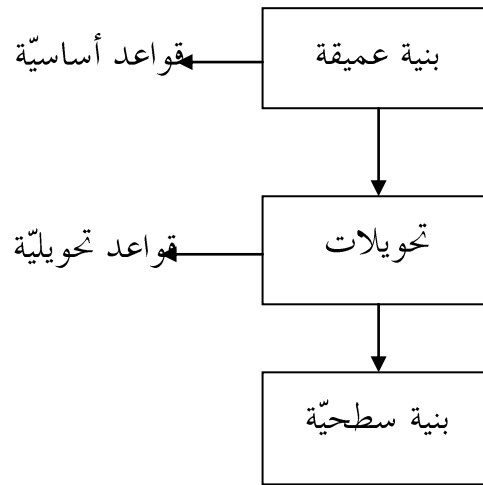 بنية عميقة
قواعد أساسيّة
تحويلات
قواعد تحويليّة
بنية سطحيّة